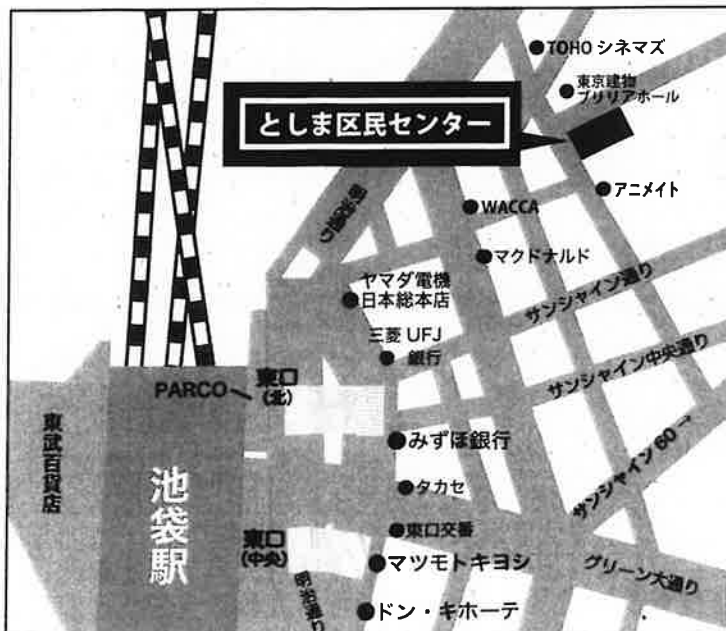 TOHO シネマズ
東京建物
ブリリアホール
としま区民センター
アニメイト
明治通り
WACCA
マクドナルド
ヤマダ電機
日本総本店
サンシャイン通り
三菱 UFJ
銀行
サンシャイン中央通り
PARCO
東口
(北)
東武百貨店
みずほ銀行
池袋駅
タカセ
サンシャイン 60 →
東口交番
東口
(中央)
マツモトキヨシ
グリーン大通り
明治通り
ドン・キホーテ